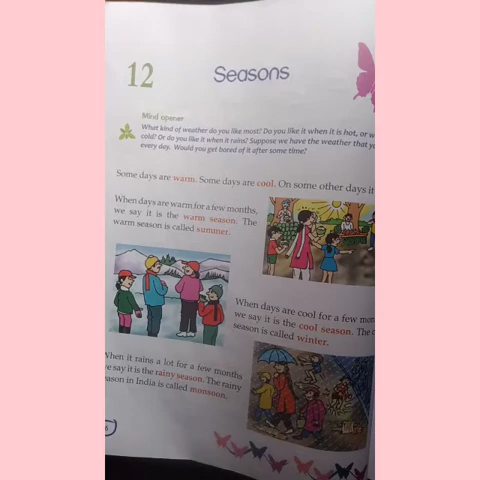 12
Seasons
Mind opener
What kind of weather do you like most? Do you like it when it is hot, or
cold? Or do you like it when it rains? Suppose we have the weather that
every day. Would you get bored of it after some time?
Some days are warm. Some days are cool. On some other days it
When days are warm for a few months,
we say it is the warm season. The
warm season is called summer.
When days are cool for a few
we say it is the cool season. The
season is called winter.
When it rains a lot for a few months
we say it is the rainy season. The rainy
season in India is called monsoon.
6